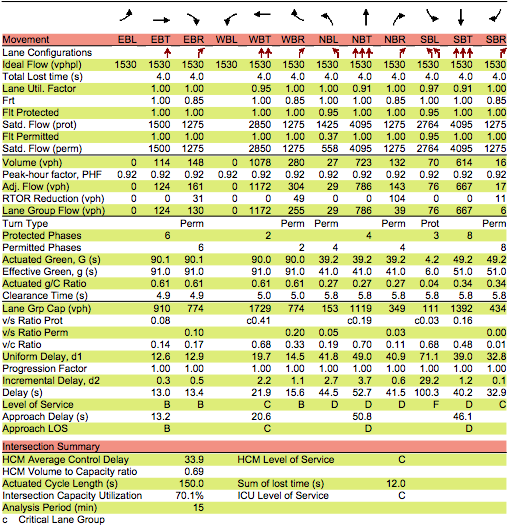 Movement EBL EBT EBR WBL WBT WBR NBL NBT NBR SBL SBT SBR
Lane Configurations
Ideal Flow (vphpl) 1530 1530 1530 1530 1530 1530 1530 1530 1530 1530 1530 1530
Total Lost time (s) 4.0 4.0 4.0 4.0 4.0 4.0 4.0 4.0 4.0 4.0
Lane Util. Factor 1.00 1.00 0.95 1.00 1.00 0.91 1.00 0.97 0.91 1.00
Frt 1.00 0.85 1.00 0.85 1.00 1.00 0.85 1.00 1.00 0.85
Flt Protected 1.00 1.00 1.00 1.00 0.95 1.00 1.00 0.95 1.00 1.00
Satd. Flow (prot) 1500 1275 2850 1275 1425 4095 1275 2764 4095 1275
Flt Permitted 1.00 1.00 1.00 1.00 0.37 1.00 1.00 0.95 1.00 1.00
Satd. Flow (perm) 1500 1275 2850 1275 558 4095 1275 2764 4095 1275
Volume (vph) 0 114 148 0 1078 280 27 723 132 70 614 16
Peak-hour factor, PHF 0.92 0.92 0.92 0.92 0.92 0.92 0.92 0.92 0.92 0.92 0.92 0.92
Adj. Flow (vph) 0 124 161 0 1172 304 29 786 143 76 667 17
RTOR Reduction (vph) 0 0 31 0 0 49 0 0 104 0 0 11
Lane Group Flow (vph) 0 124 130 0 1172 255 29 786 39 76 667 6
Turn Type Perm Perm Perm Perm Prot Perm
Protected Phases 6 2 4 3 8
Permitted Phases 6 2 4 4 8
Actuated Green, G (s) 90.1 90.1 90.0 90.0 39.2 39.2 39.2 4.2 49.2 49.2
Effective Green, g (s) 91.0 91.0 91.0 91.0 41.0 41.0 41.0 6.0 51.0 51.0
Actuated g/C Ratio 0.61 0.61 0.61 0.61 0.27 0.27 0.27 0.04 0.34 0.34
Clearance Time (s) 4.9 4.9 5.0 5.0 5.8 5.8 5.8 5.8 5.8 5.8
Lane Grp Cap (vph) 910 774 1729 774 153 1119 349 111 1392 434
v/s Ratio Prot 0.08 c0.41 c0.19 c0.03 0.16
v/s Ratio Perm 0.10 0.20 0.05 0.03 0.00
v/c Ratio 0.14 0.17 0.68 0.33 0.19 0.70 0.11 0.68 0.48 0.01
Uniform Delay, d1 12.6 12.9 19.7 14.5 41.8 49.0 40.9 71.1 39.0 32.8
Progression Factor 1.00 1.00 1.00 1.00 1.00 1.00 1.00 1.00 1.00 1.00
Incremental Delay, d2 0.3 0.5 2.2 1.1 2.7 3.7 0.6 29.2 1.2 0.1
Delay (s) 13.0 13.4 21.9 15.6 44.5 52.7 41.5 100.3 40.2 32.9
Level of Service B B C B D D D F D C
Approach Delay (s) 13.2 20.6 50.8 46.1
Approach LOS B C D D
Intersection Summary
HCM Average Control Delay 33.9 HCM Level of Service C
HCM Volume to Capacity ratio 0.69
Actuated Cycle Length (s) 150.0 Sum of lost time (s) 12.0
Intersection Capacity Utilization 70.1% ICU Level of Service C
Analysis Period (min) 15
c Critical Lane Group